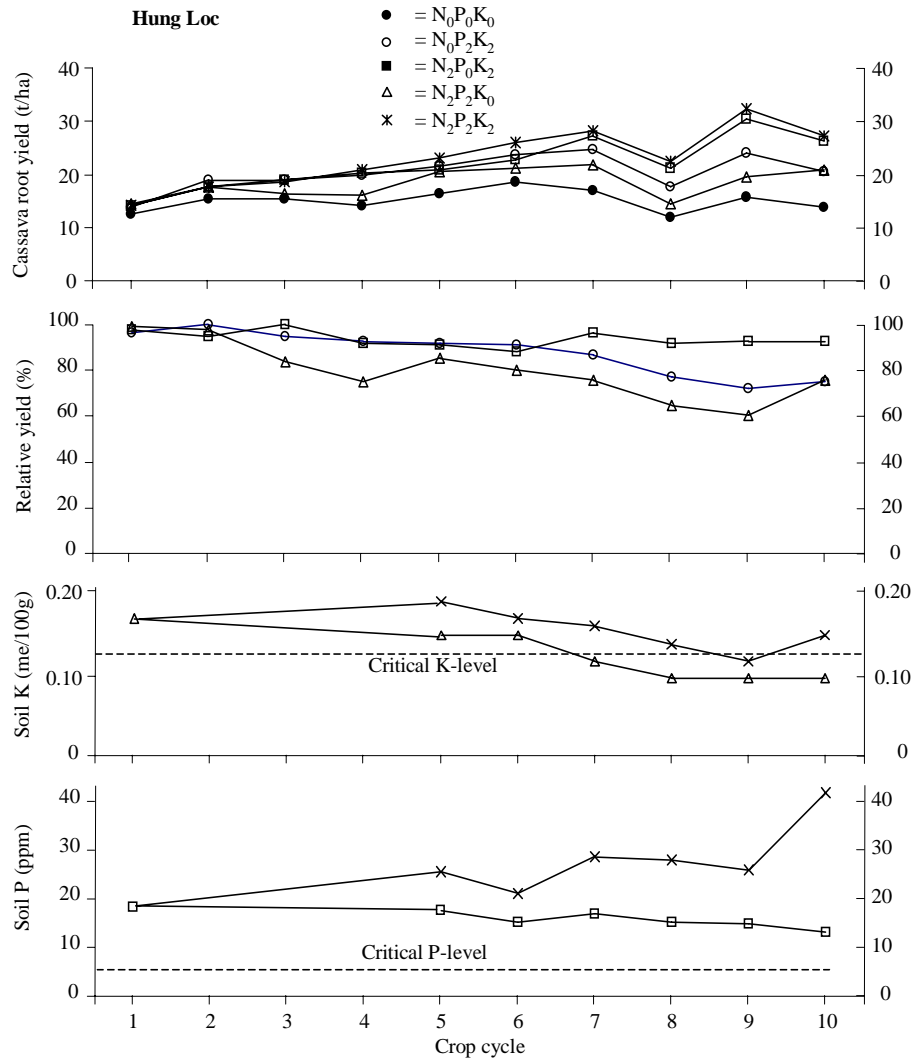 Hung Loc
= N₀P₀K₀
= N₀P₂K₂
= N₂P₀K₂
= N₂P₂K₀
= N₂P₂K₂
Cassava root yield (t/ha)
40 40
30 30
20 20
10 10
0 0
Relative yield (%)
100 100
80 80
60 60
40 40
20 20
0 0
Soil K (me/100g)
0.20 0.20
Critical K-level
0.10 0.10
0 0
Soil P (ppm)
40 40
30 30
20 20
10 10
Critical P-level
0 0
1 2 3 4 5 6 7 8 9 10
Crop cycle